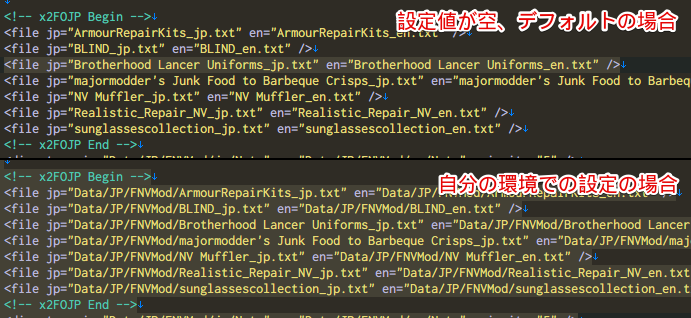 <!-- x2FOJP Begin -->↓
設定値が空、デフォルトの場合
<file jp="ArmourRepairKits_jp.txt" en="ArmourRepairKits_en.txt" />↓
<file jp="BLIND_jp.txt" en="BLIND_en.txt" />↓
<file jp="Brotherhood Lancer Uniforms_jp.txt" en="Brotherhood Lancer Uniforms_en.txt" />↓
<file jp="majormodder's Junk Food to Barbeque Crisps_jp.txt" en="majormodder's Junk Food to Barbeq
<file jp="NV Muffler_jp.txt" en="NV Muffler_en.txt" />↓
<file jp="Realistic_Repair_NV_jp.txt" en="Realistic_Repair_NV_en.txt" />↓
<file jp="sunglassescollection_jp.txt" en="sunglassescollection_en.txt" />↓
<!-- x2FOJP End -->↓
<!-- x2FOJP Begin -->↓
自分の環境での設定の場合
<file jp="Data/JP/FNVMod/ArmourRepairKits_jp.txt" en="Data/JP/
<file jp="Data/JP/FNVMod/BLIND_jp.txt" en="Data/JP/FNVMod/BLIND_en.txt" />↓
<file jp="Data/JP/FNVMod/Brotherhood Lancer Uniforms_jp.txt" en="Data/JP/FNVMod/Brotherhood Lancer
<file jp="Data/JP/FNVMod/majormodder's Junk Food to Barbeque Crisps_jp.txt" en="Data/JP/FNVMod/maj
<file jp="Data/JP/FNVMod/NV Muffler_jp.txt" en="Data/JP/FNVMod/NV Muffler_en.txt" />↓
<file jp="Data/JP/FNVMod/Realistic_Repair_NV_jp.txt" en="Data/JP/FNVMod/Realistic_Repair_NV_en.txt
<file jp="Data/JP/FNVMod/sunglassescollection_jp.txt" en="Data/JP/FNVMod/sunglassescollection_en.t
<!-- x2FOJP End -->↓